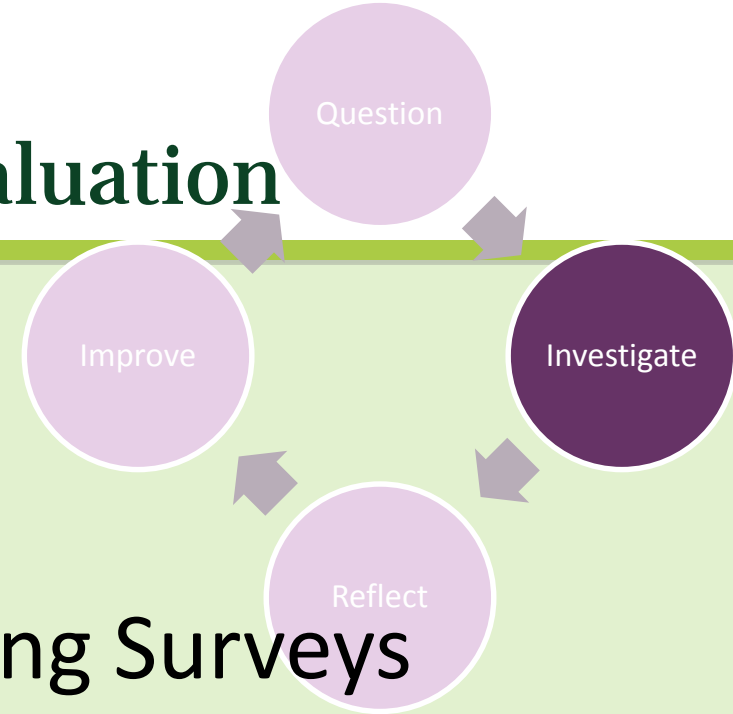 Question
aluation
Improve
Investigate
Reflect
ng Surveys